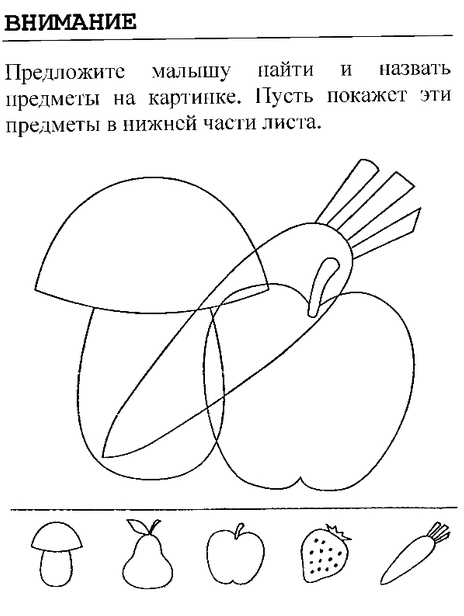 ВНИМАНИЕ
Предложите малышу найти и назвать
предметы на картинке. Пусть покажет эти
предметы в нижней части листа.